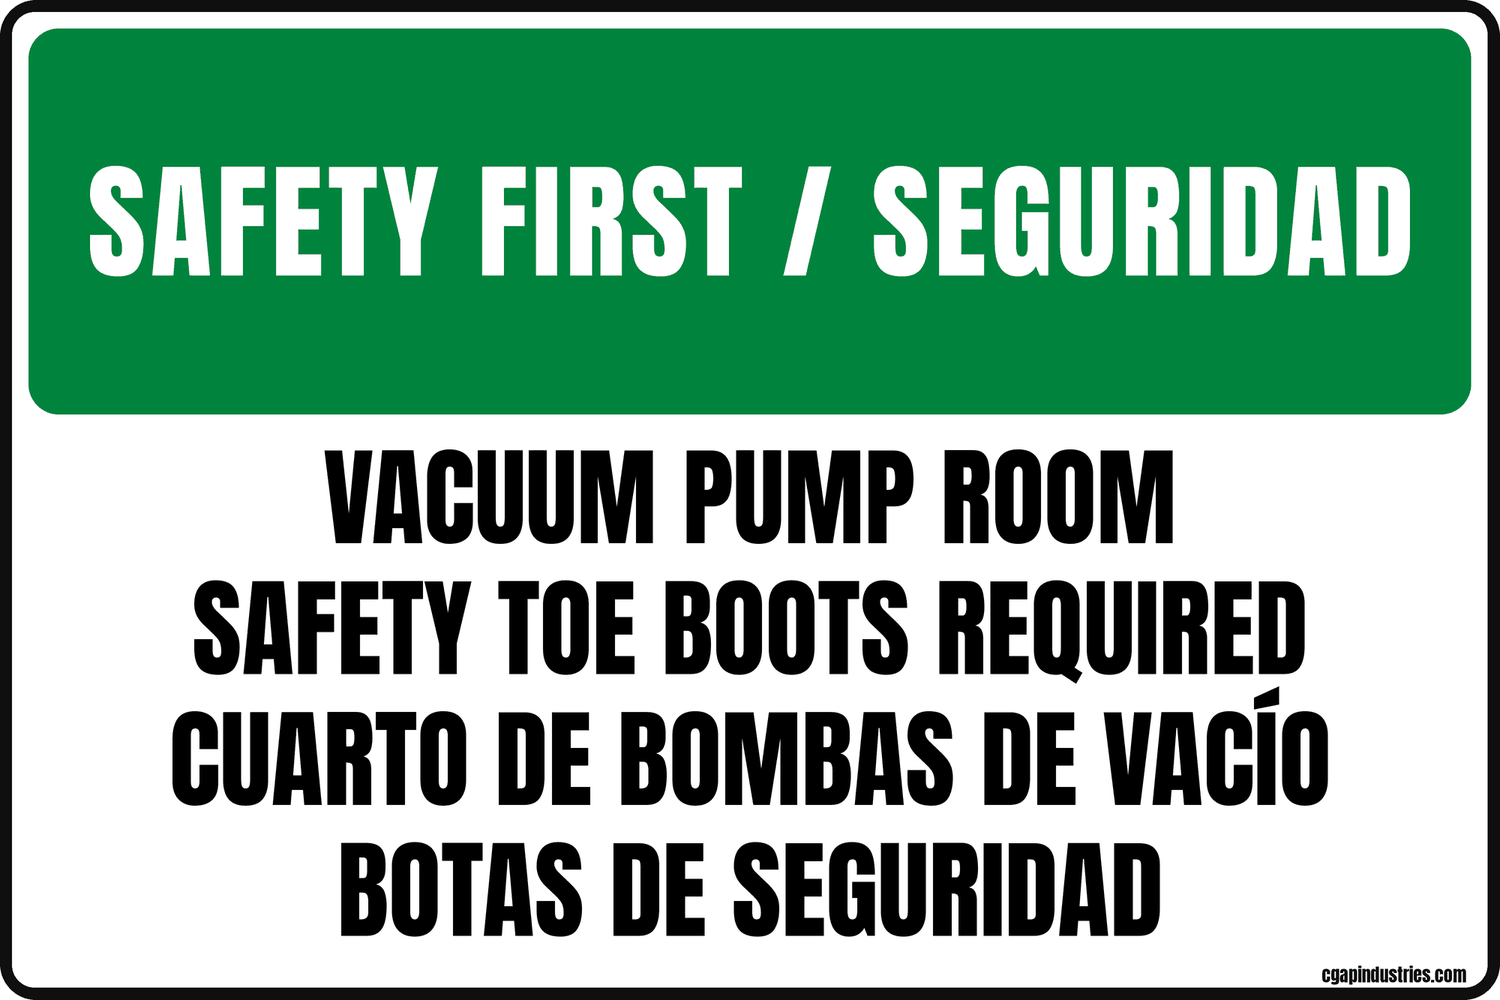 SAFETY FIRST / SEGURIDAD
VACUUM PUMP ROOM
SAFETY TOE BOOTS REQUIRED
CUARTO DE BOMBAS DE VACÍO
BOTAS DE SEGURIDAD
cgapindustries.com